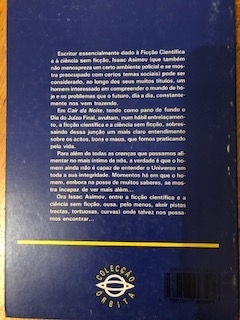 Escritor essencialmente dado à Ficção Científica
e à ciência sem ficção, Isaac Asimov (que também
não menospreza um certo ambiente policial e se mos-
tra preocupado com certos temas sociais) pode ser
considerado, ao longo dos seus muitos títulos, um
homem interessado em compreender o mundo de ho-
je e os problemas que o futuro, dia a dia, constante-
mente nos vem trazendo.
Em Cair da Noite, tendo como pano de fundo o
Dia do Juízo Final, avultam, num hábil entrelaçamen-
to, a ficção científica e a ciência sem ficção, sobres-
saindo dessa junção um mais claro entendimento
sobre os actos, bons e maus, que fomos praticando
pela vida.
Para além de todas as crenças que possamos ali-
mentar no mais íntimo de nós, a verdade é que o ho-
mem ainda não é capaz de entender o Universo em
toda a sua integridade. Momentos há em que o ho-
mem, embora na posse de muitos saberes, se mos-
tra incapaz de ver mais além...
Ora Isaac Asimov, entre a ficção científica e a
ciência sem ficção, ousa, pelo menos, abrir pistas
(rectas, tortuosas, curvas) onde talvez nos possa-
mos encontrar...
COLECÇÃO
ÓRBITA